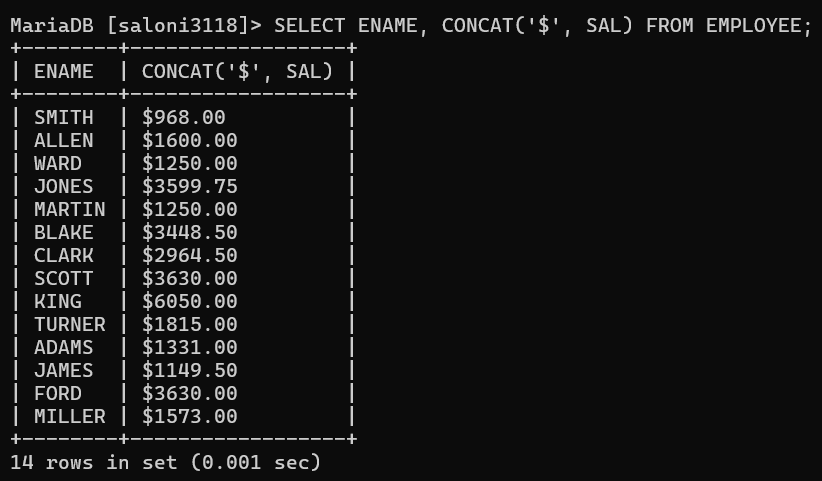 MariaDB [saloni3118]> SELECT ENAME, CONCAT('$', SAL) FROM EMPLOYEE;
+--------+------------------+
| ENAME  | CONCAT('$', SAL) |
+--------+------------------+
| SMITH  | $968.00          |
| ALLEN  | $1600.00         |
| WARD   | $1250.00         |
| JONES  | $3599.75         |
| MARTIN | $1250.00         |
| BLAKE  | $3448.50         |
| CLARK  | $2964.50         |
| SCOTT  | $3630.00         |
| KING   | $6050.00         |
| TURNER | $1815.00         |
| ADAMS  | $1331.00         |
| JAMES  | $1149.50         |
| FORD   | $3630.00         |
| MILLER | $1573.00         |
+--------+------------------+
14 rows in set (0.001 sec)